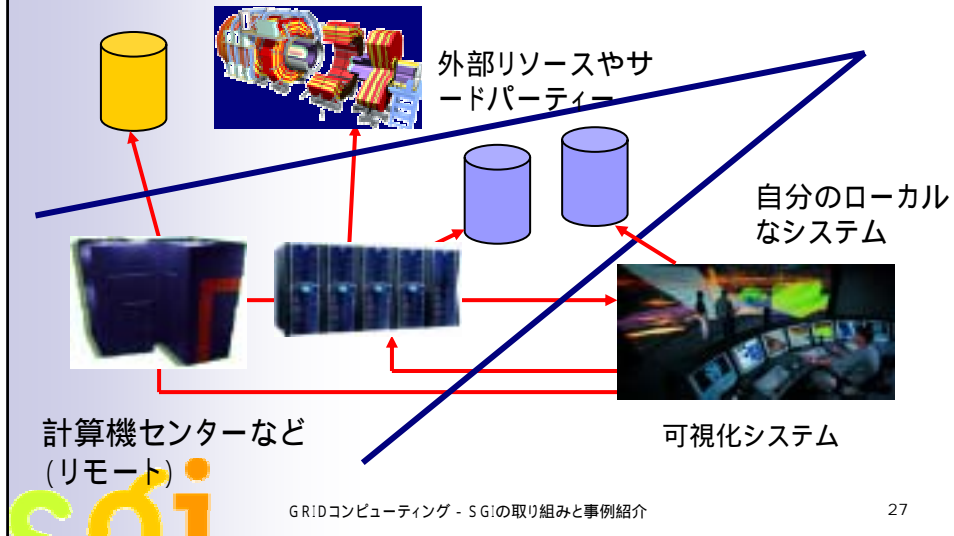 外部リソースやサ
ードパーティー
自分のローカル
なシステム
計算機センターなど
(リモート)
可視化システム
sgi
GRIDコンピューティング - SGIの取り組みと事例紹介
27